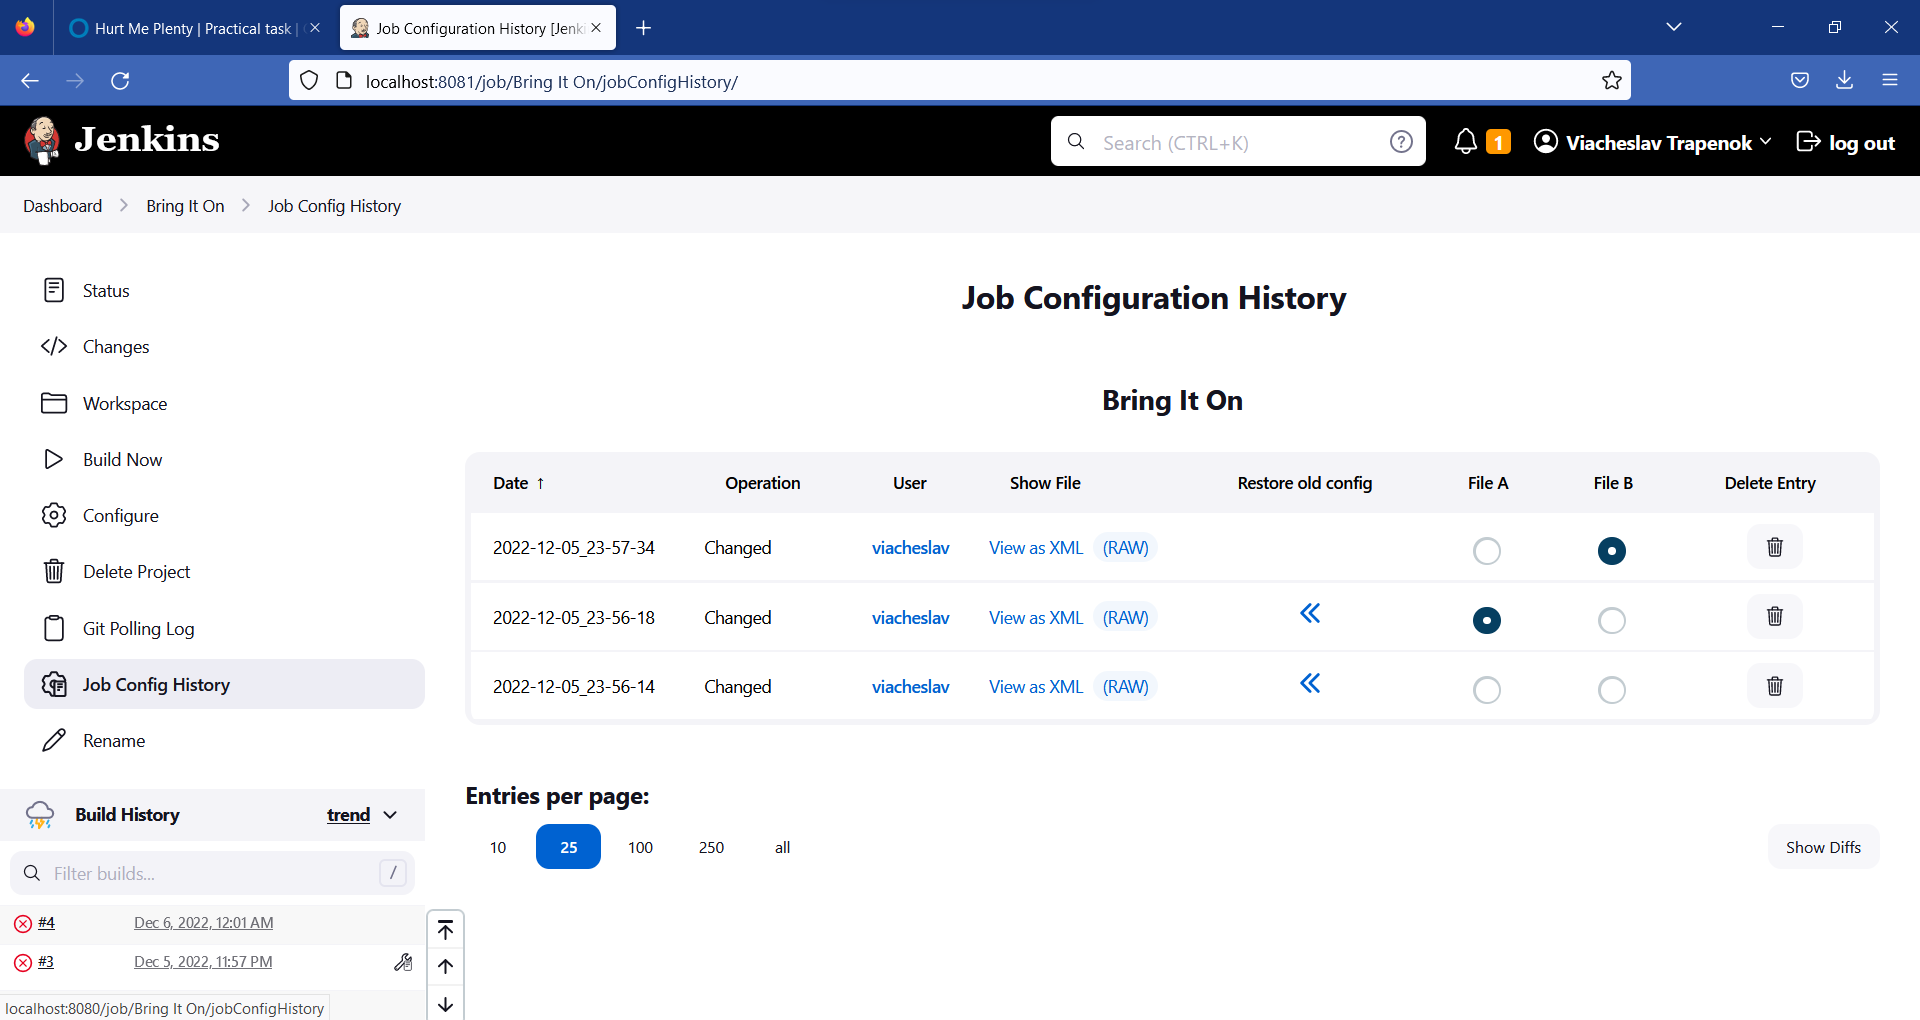 Hurt Me Plenty | Practical task |
Job Configuration History [Jenki
localhost:8081/job/Bring It On/jobConfigHistory/
Jenkins
Search (CTRL+K)
1
Viacheslav Trapenok
log out
Dashboard
Bring It On
Job Config History
Status
Changes
Workspace
Build Now
Configure
Delete Project
Git Polling Log
Job Config History
Rename
Build History trend
Filter builds... /
#4 Dec 6, 2022, 12:01 AM
#3 Dec 5, 2022, 11:57 PM
localhost:8080/job/Bring It On/jobConfigHistory
Job Configuration History
Bring It On
Date ↑ Operation User Show File Restore old config File A File B Delete Entry
2022-12-05_23-57-34 Changed viacheslav View as XML (RAW)
2022-12-05_23-56-18 Changed viacheslav View as XML (RAW)
2022-12-05_23-56-14 Changed viacheslav View as XML (RAW)
Entries per page:
10 25 100 250 all
Show Diffs